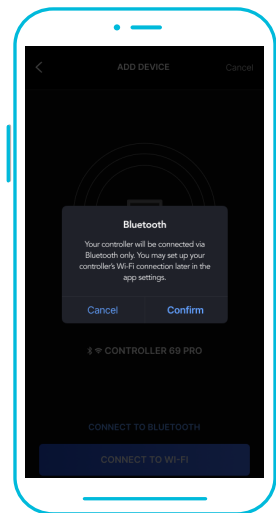 ADD DEVICE
Cancel
Bluetooth
Your controller will be connected via
Bluetooth only. You may set up your
controller's Wi-Fi connection later in the
app settings.
Cancel
Confirm
CONTROLLER 69 PRO
CONNECT TO BLUETOOTH
CONNECT TO WI-FI